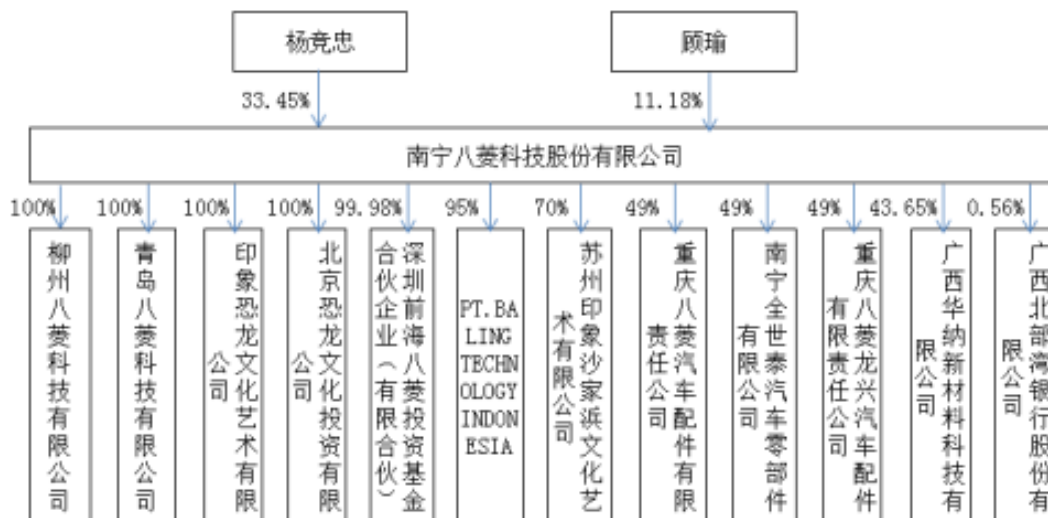 杨竞忠
顾瑜
33.45%
11.18%
南宁八菱科技股份有限公司
100%
100%
100%
100%
99.98%
95%
70%
49%
49%
49%
43.65%
0.56%
柳州八菱科技有限公司
青岛八菱科技有限公司
印象恐龙文化艺术有限
公司
北京恐龙文化投资有限
公司
深圳前海八菱投资基金
合伙企业（有限合伙）
PT.BA
LING
TECHN
OLOGY
INDON
ESIA
苏州印象沙家浜文化艺
术有限公司
重庆八菱汽车配件有限
责任公司
南宁全世泰汽车零部件
有限公司
重庆八菱龙兴汽车配件
有限责任公司
广西华纳新材料科技有
限公司
广西北部湾银行股份有
限公司